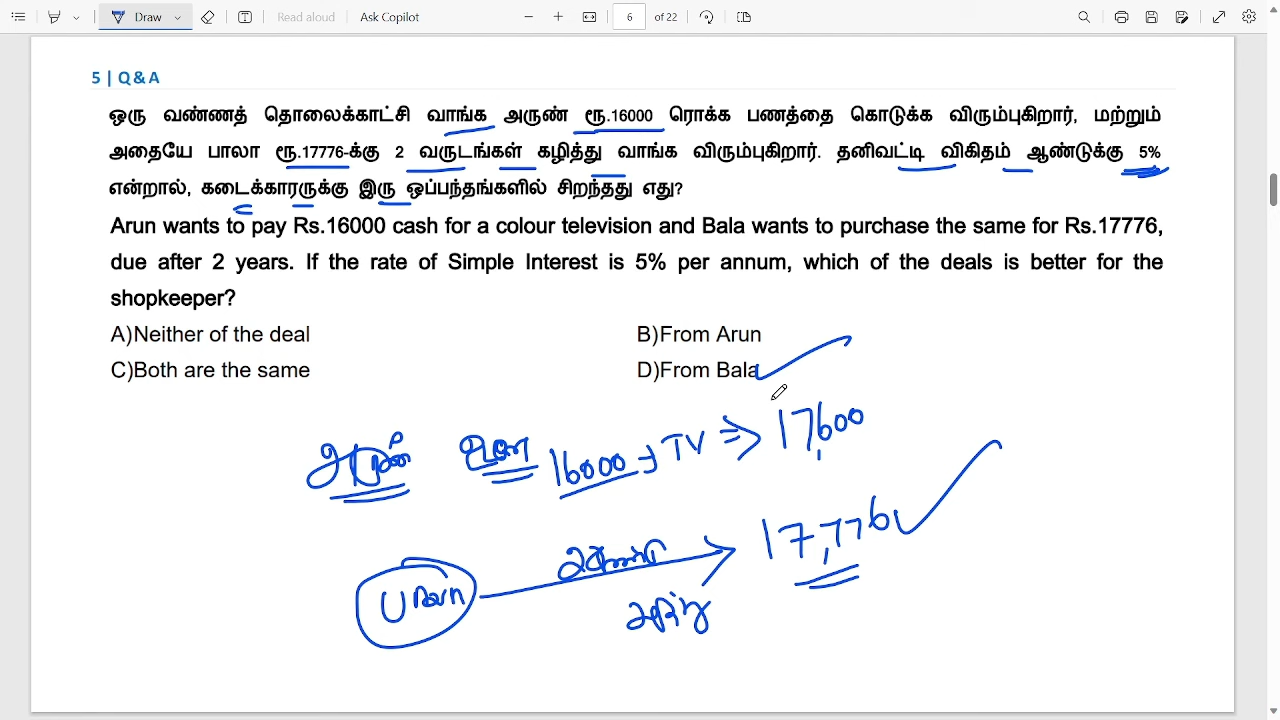 Draw
Read aloud
Ask Copilot
6
of 22
5 | Q&A
ஒரு வண்ணத் தொலைக்காட்சி வாங்க அருண் ரூ.16000 ரொக்க பணத்தை கொடுக்க விரும்புகிறார், மற்றும்
அதையே பாலா ரூ.17776-க்கு 2 வருடங்கள் கழித்து வாங்க விரும்புகிறார். தனிவட்டி விகிதம் ஆண்டுக்கு 5%
என்றால், கடைக்காரருக்கு இரு ஒப்பந்தங்களில் சிறந்தது எது?
Arun wants to pay Rs.16000 cash for a colour television and Bala wants to purchase the same for Rs.17776,
due after 2 years. If the rate of Simple Interest is 5% per annum, which of the deals is better for the
shopkeeper?
A)Neither of the deal
B)From Arun
C)Both are the same
D)From Bala
அருண் 16000 TV ⇒ 17,600
பாலா 17,776